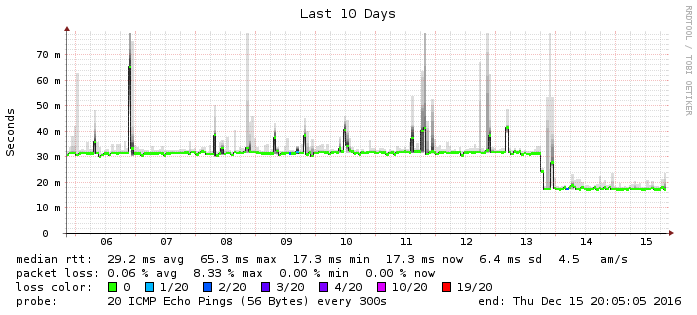 Last 10 Days
RRDTOOL / TOBI OETIKER
Seconds
70 m
60 m
50 m
40 m
30 m
20 m
10 m
0
06 07 08 09 10 11 12 13 14 15
median rtt: 29.2 ms avg 65.3 ms max 17.3 ms min 17.3 ms now 6.4 ms sd 4.5 am/s
packet loss: 0.06 % avg 8.33 % max 0.00 % min 0.00 % now
loss color: 0 1/20 2/20 3/20 4/20 10/20 19/20
probe: 20 ICMP Echo Pings (56 Bytes) every 300s end: Thu Dec 15 20:05:05 2016